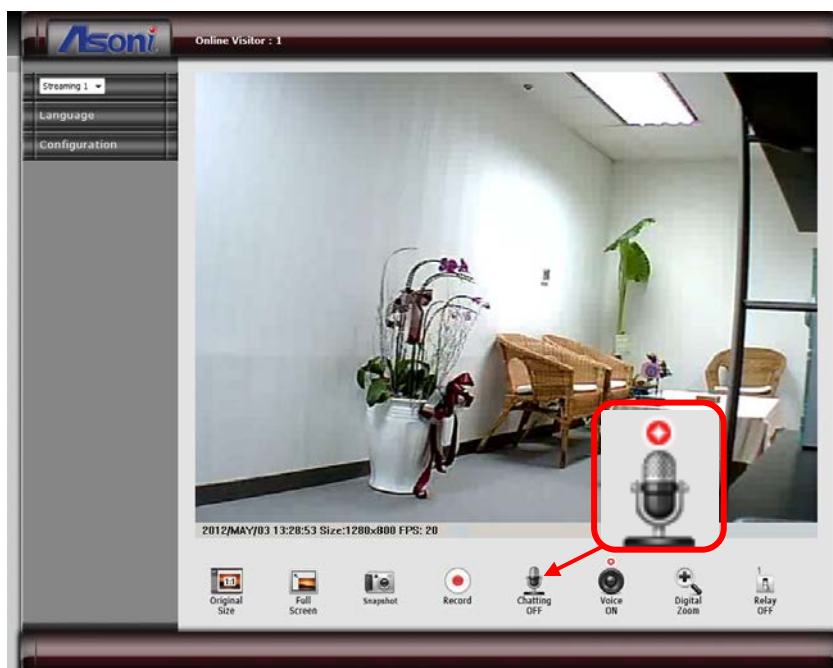 Asoni
Online Visitor : 1
Streaming 1
Language
Configuration
2012/MAY/03 13:28:53 Size:1280x800 FPS: 20
1:1
1
Original Size
Full Screen
Snapshot
Record
Chatting OFF
Voice ON
Digital Zoom
Relay OFF